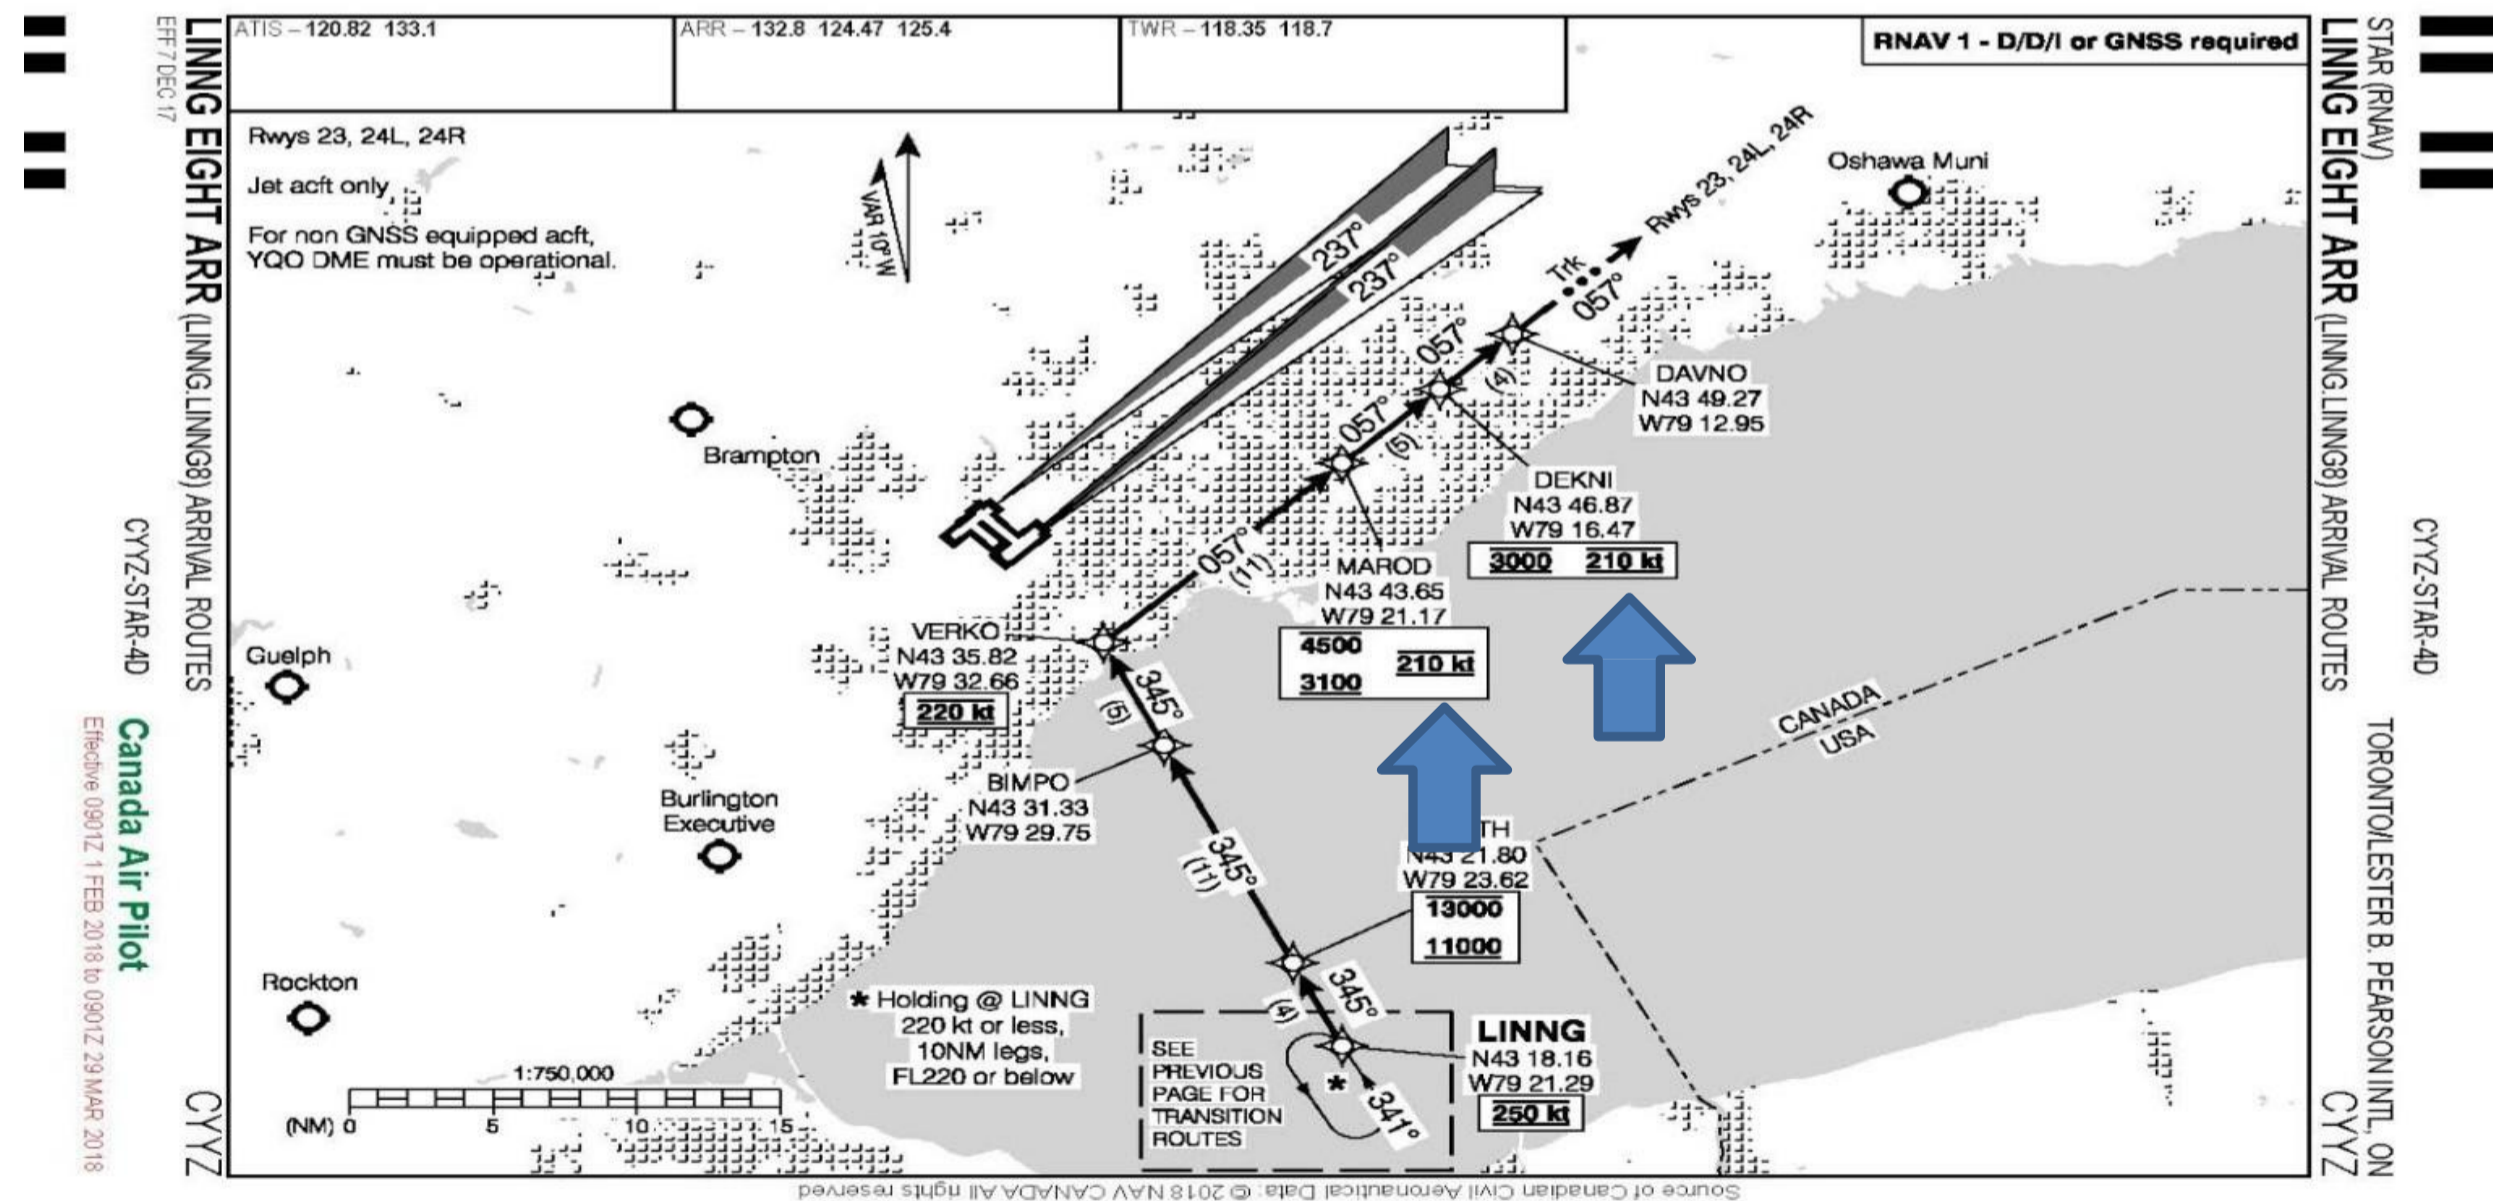 ATIS – 120.82 133.1
ARR – 132.8 124.47 125.4
TWR – 118.35 118.7
RNAV 1 - D/D/I or GNSS required
EFF 7 DEC 17
LINNG EIGHT ARR (LINNG.LINNG8) ARRIVAL ROUTES
CYYZ-STAR-4D
Canada Air Pilot
Effective 0901Z 1 FEB 2018 to 0901Z 29 MAR 2018
CYYZ
Rwys 23, 24L, 24R
Jet acft only
For non GNSS equipped acft,
YQO DME must be operational.
VAR 10° W
237°
237°
Rwys 23, 24L, 24R
Oshawa Muni
Trk
057°
057°
(4)
DAVNO
N43 49.27
W79 12.95
057°
(5)
DEKNI
N43 46.87
W79 16.47
3000 210 kt
Brampton
057°
(11)
MAROD
N43 43.65
W79 21.17
4500
3100
210 kt
VERKO
N43 35.82
W79 32.66
220 kt
Guelph
345°
(5)
BIMPO
N43 31.33
W79 29.75
Burlington
Executive
CANADA
USA
345°
(11)
TH
N43 21.80
W79 23.62
13000
11000
Rockton
* Holding @ LINNG
220 kt or less,
10NM legs,
FL220 or below
345°
(4)
LINNG
N43 18.16
W79 21.29
250 kt
*
341°
SEE
PREVIOUS
PAGE FOR
TRANSITION
ROUTES
1:750,000
(NM) 0 5 10 15
STAR (RNAV)
LINNG EIGHT ARR (LINNG.LINNG8) ARRIVAL ROUTES
CYYZ-STAR-4D
TORONTO/LESTER B. PEARSON INTL, ON
CYYZ
Source of Canadian Civil Aeronautical Data: © 2018 NAV CANADA All rights reserved